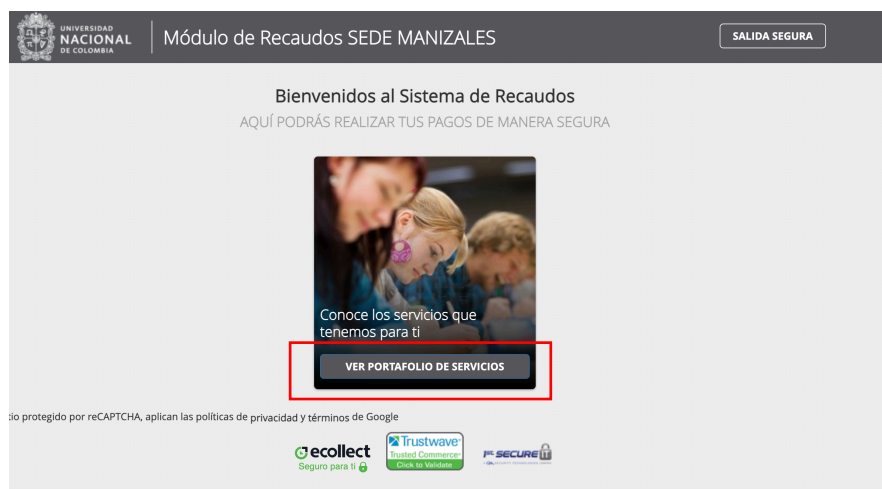 UNIVERSIDAD
NACIONAL
DE COLOMBIA
Módulo de Recaudos SEDE MANIZALES
SALIDA SEGURA
Bienvenidos al Sistema de Recaudos
AQUÍ PODRÁS REALIZAR TUS PAGOS DE MANERA SEGURA
Conoce los servicios que
tenemos para ti
VER PORTAFOLIO DE SERVICIOS
tio protegido por reCAPTCHA, aplican las políticas de privacidad y términos de Google
ecollect
Seguro para ti
Trustwave
Trusted Commerce
Click to Validate
SECURE IT